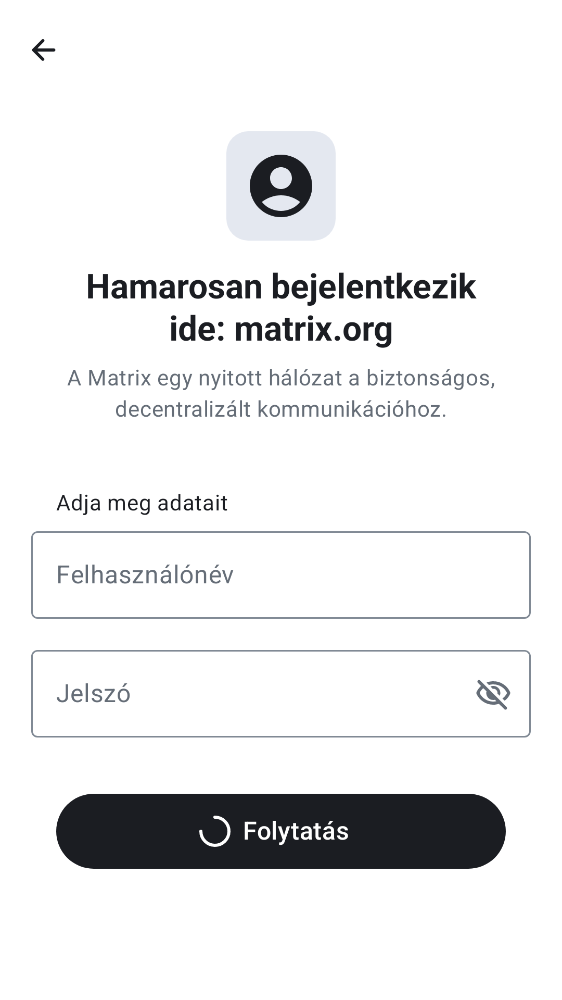 Hamarosan bejelentkezik
ide: matrix.org
A Matrix egy nyitott hálózat a biztonságos,
decentralizált kommunikációhoz.
Adja meg adatait
Felhasználónév
Jelszó
Folytatás